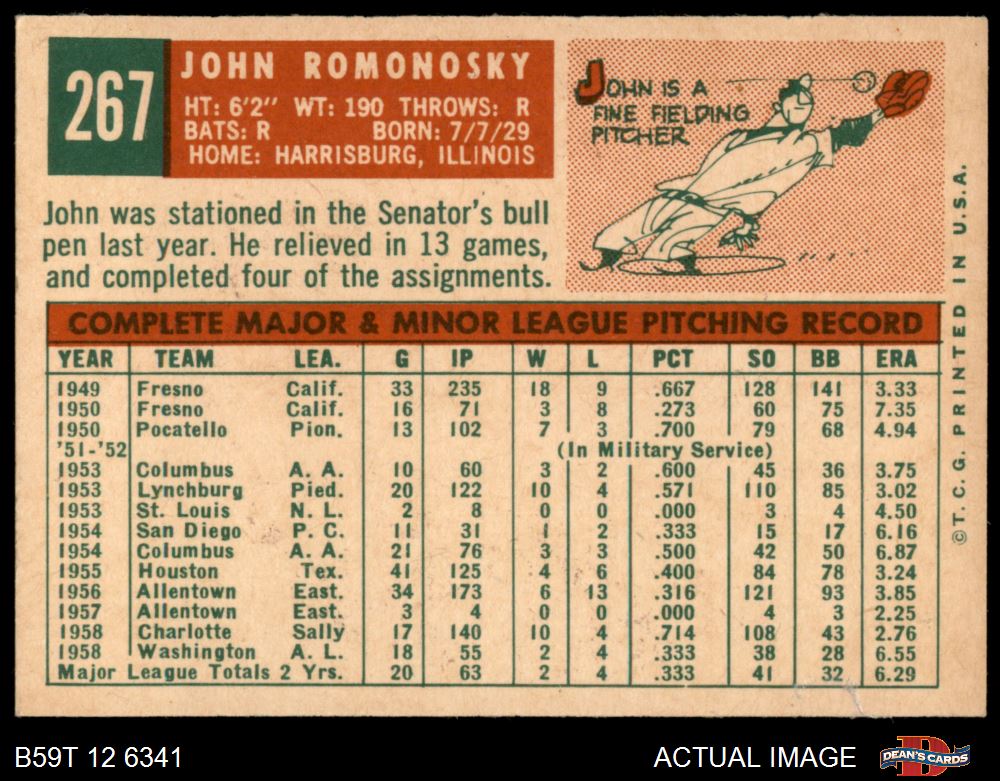 267
JOHN ROMONOSKY
HT: 6'2" WT: 190 THROWS: R
BATS: R BORN: 7/7/29
HOME: HARRISBURG, ILLINOIS
JOHN IS A
FINE FIELDING
PITCHER
John was stationed in the Senator's bull
pen last year. He relieved in 13 games,
and completed four of the assignments.
COMPLETE MAJOR & MINOR LEAGUE PITCHING RECORD
YEAR TEAM LEA. G IP W L PCT SO BB ERA
1949 Fresno Calif. 33 235 18 9 .667 128 141 3.33
1950 Fresno Calif. 16 71 3 8 .273 60 75 7.35
1950 Pocatello Pion. 13 102 7 3 .700 79 68 4.94
'51-'52 (In Military Service)
1953 Columbus A. A. 10 60 3 2 .600 45 36 3.75
1953 Lynchburg Pied. 20 122 10 4 .571 110 85 3.02
1953 St. Louis N. L. 2 8 0 0 .000 3 4 4.50
1954 San Diego P. C. 11 31 1 2 .333 15 17 6.16
1954 Columbus A. A. 21 76 3 3 .500 42 50 6.87
1955 Houston Tex. 41 125 4 6 .400 84 78 3.24
1956 Allentown East. 34 173 6 13 .316 121 93 3.85
1957 Allentown East. 3 4 0 0 .000 4 3 2.25
1958 Charlotte Sally 17 140 10 4 .714 108 43 2.76
1958 Washington A. L. 18 55 2 4 .333 38 28 6.55
Major League Totals 2 Yrs. 20 63 2 4 .333 41 32 6.29
©T. C. G. PRINTED IN U.S.A.
B59T 12 6341
ACTUAL IMAGE
DEAN'S CARDS